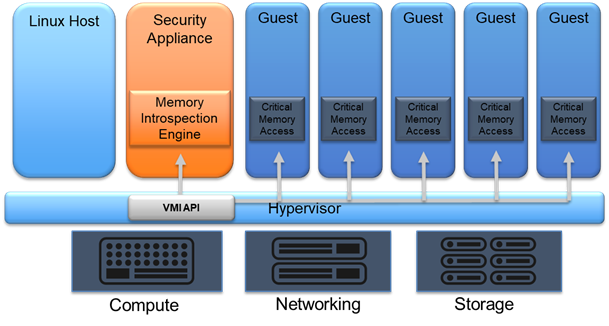 Linux Host
Security
Appliance
Guest
Guest
Guest
Guest
Guest
Memory
Introspection
Engine
Critical
Memory
Access
Critical
Memory
Access
Critical
Memory
Access
Critical
Memory
Access
Critical
Memory
Access
VMI API
Hypervisor
Compute
Networking
Storage